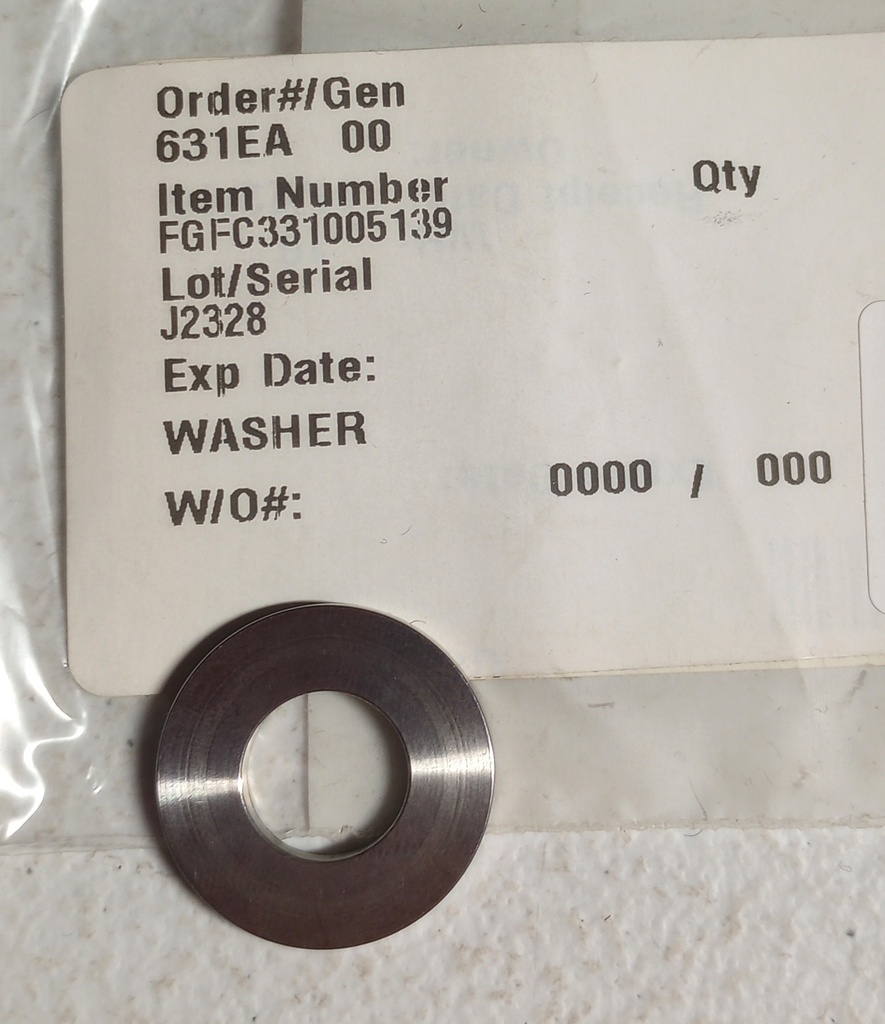 Order#/Gen
631EA 00
Item Number
Qty
FGFC331005139
Lot/Serial
J2328
Exp Date:
WASHER
W/O#: 0000 / 000